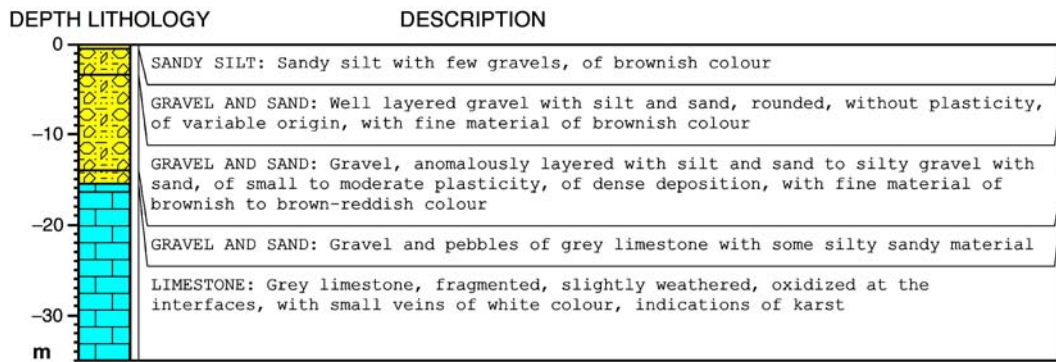 DEPTH LITHOLOGY DESCRIPTION
0
SANDY SILT: Sandy silt with few gravels, of brownish colour
GRAVEL AND SAND: Well layered gravel with silt and sand, rounded, without plasticity,
of variable origin, with fine material of brownish colour
−10
GRAVEL AND SAND: Gravel, anomalously layered with silt and sand to silty gravel with
sand, of small to moderate plasticity, of dense deposition, with fine material of
brownish to brown-reddish colour
−20
GRAVEL AND SAND: Gravel and pebbles of grey limestone with some silty sandy material
LIMESTONE: Grey limestone, fragmented, slightly weathered, oxidized at the
interfaces, with small veins of white colour, indications of karst
−30
m